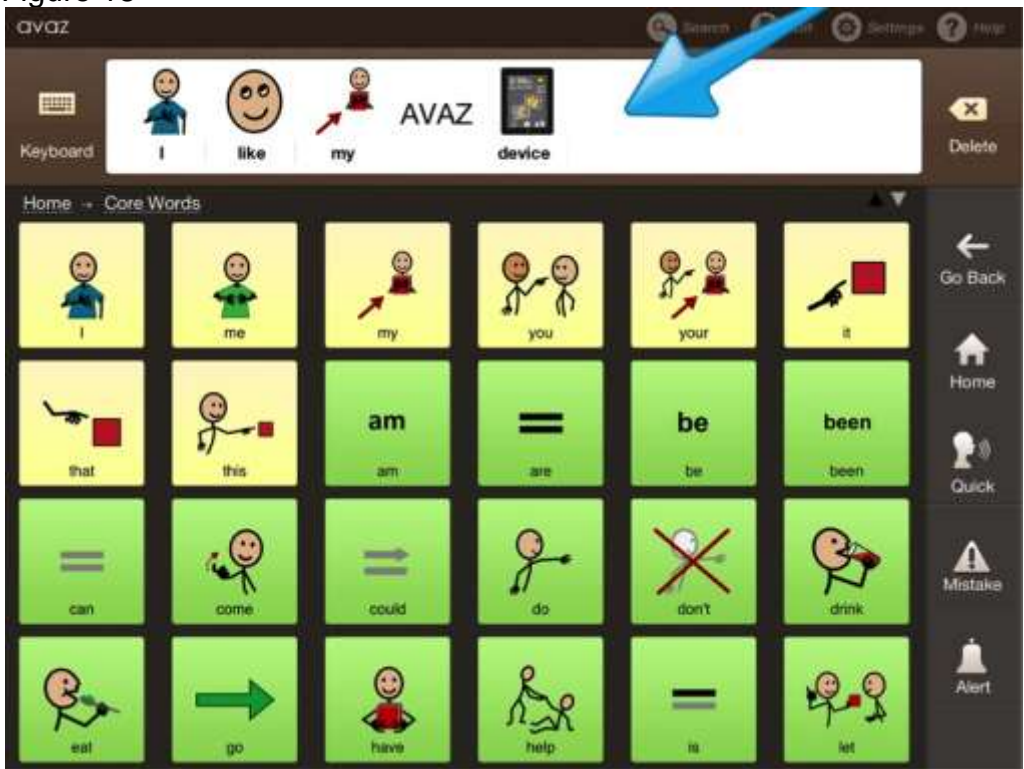 avaz Search Settings Help
Keyboard
AVAZ
I like my device
Delete
Home → Core Words
I me my you your it
Go Back
that this am are be been
am be been
Home
Quick
can come could do don't drink
Mistake
eat go have help is let
Alert